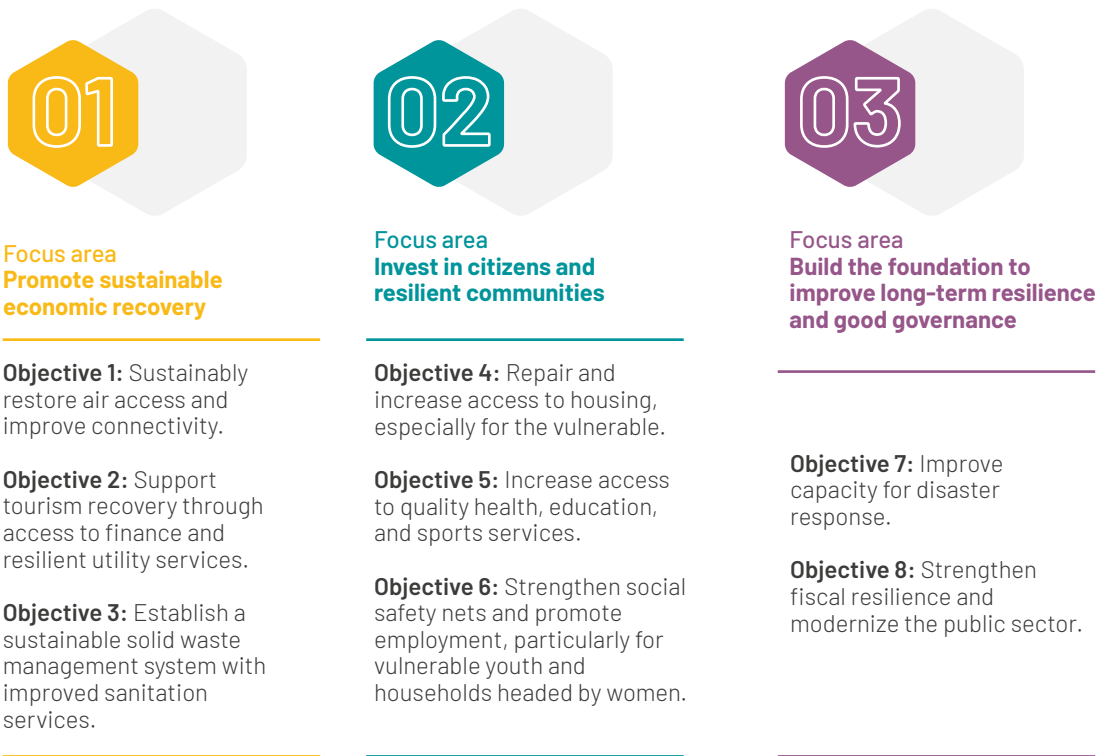 01
Focus area
Promote sustainable
economic recovery
Objective 1: Sustainably
restore air access and
improve connectivity.
Objective 2: Support
tourism recovery through
access to finance and
resilient utility services.
Objective 3: Establish a
sustainable solid waste
management system with
improved sanitation
services.
02
Focus area
Invest in citizens and
resilient communities
Objective 4: Repair and
increase access to housing,
especially for the vulnerable.
Objective 5: Increase access
to quality health, education,
and sports services.
Objective 6: Strengthen social
safety nets and promote
employment, particularly for
vulnerable youth and
households headed by women.
03
Focus area
Build the foundation to
improve long-term resilience
and good governance
Objective 7: Improve
capacity for disaster
response.
Objective 8: Strengthen
fiscal resilience and
modernize the public sector.